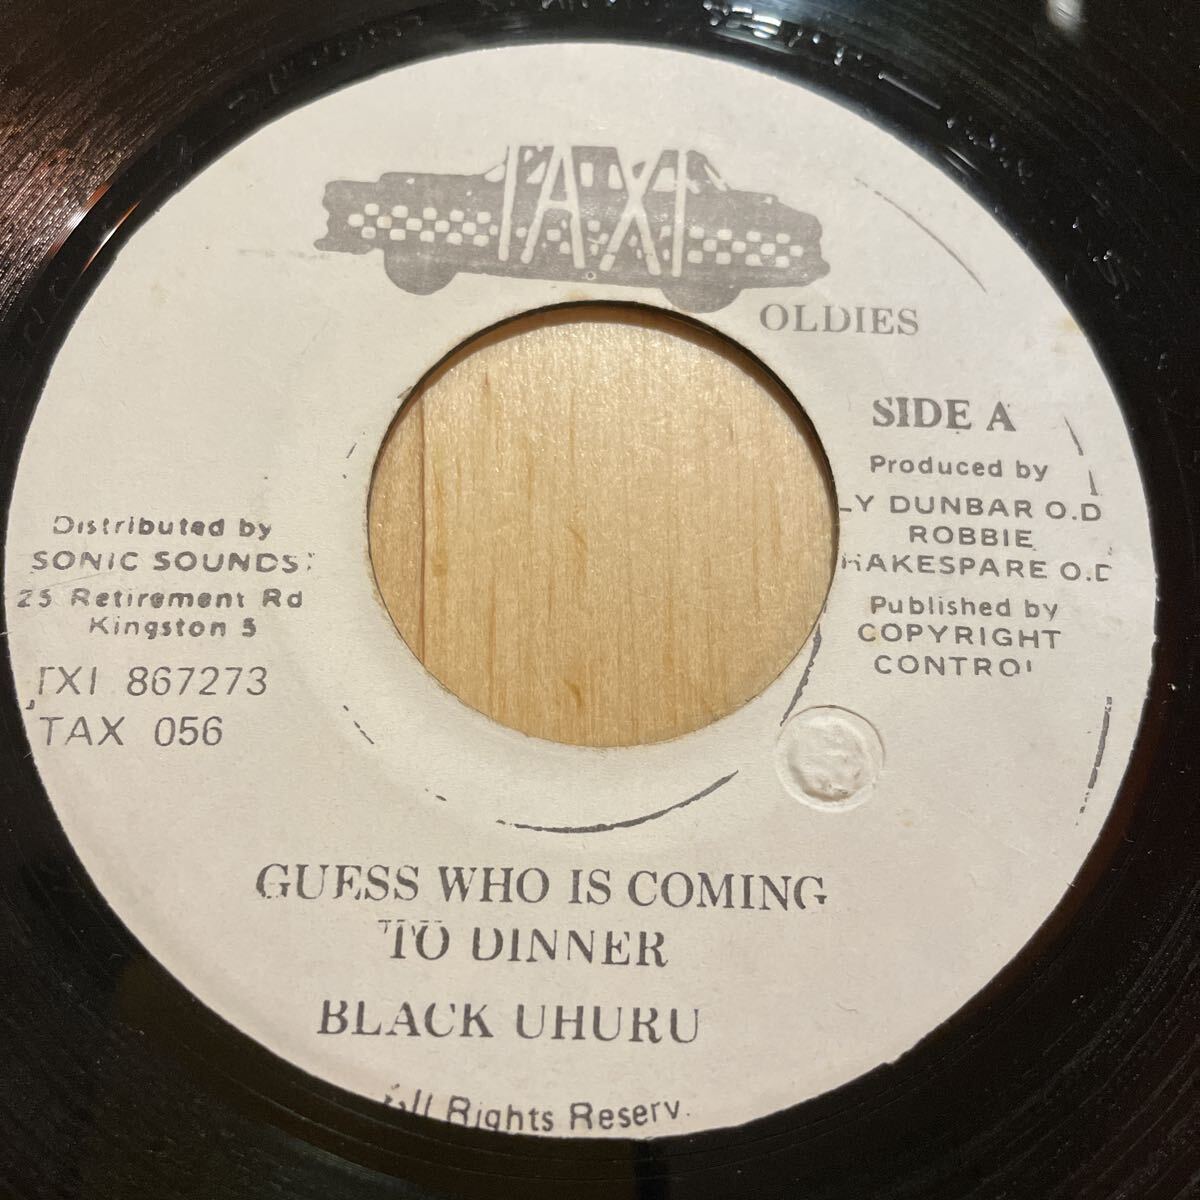 TAXI
OLDIES
SIDE A
Produced by
LY DUNBAR O.D
ROBBIE
HAKESPARE O.D
Published by
COPYRIGHT
CONTROL
Distributed by
SONIC SOUNDS
25 Retirement Rd
Kingston 5
TXI 867273
TAX 056
GUESS WHO IS COMING
TO DINNER
BLACK UHURU
All Rights Reserv.